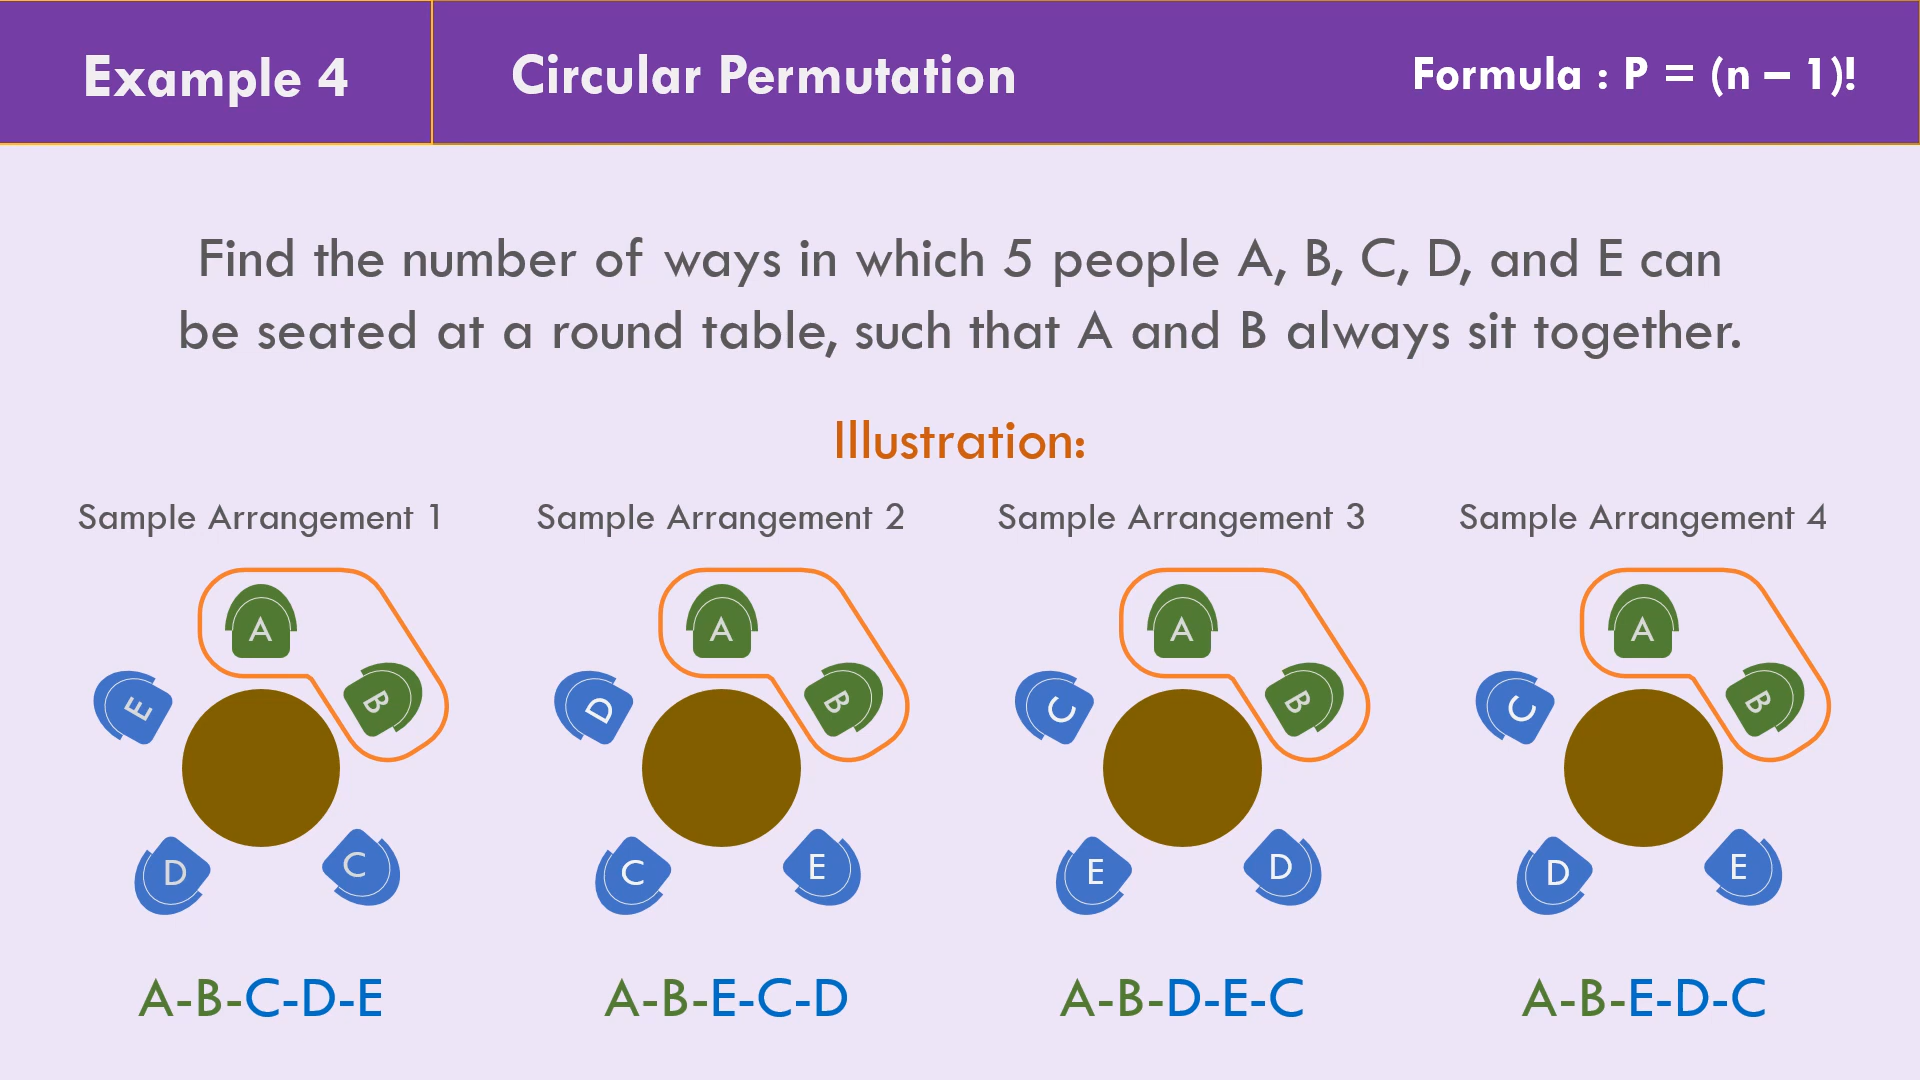 Example 4
Circular Permutation
Formula : P = (n – 1)!
Find the number of ways in which 5 people A, B, C, D, and E can
be seated at a round table, such that A and B always sit together.
Illustration:
Sample Arrangement 1
A
B
C
D
E
A-B-C-D-E
Sample Arrangement 2
A
B
E
C
D
A-B-E-C-D
Sample Arrangement 3
A
B
D
E
C
A-B-D-E-C
Sample Arrangement 4
A
B
E
D
C
A-B-E-D-C